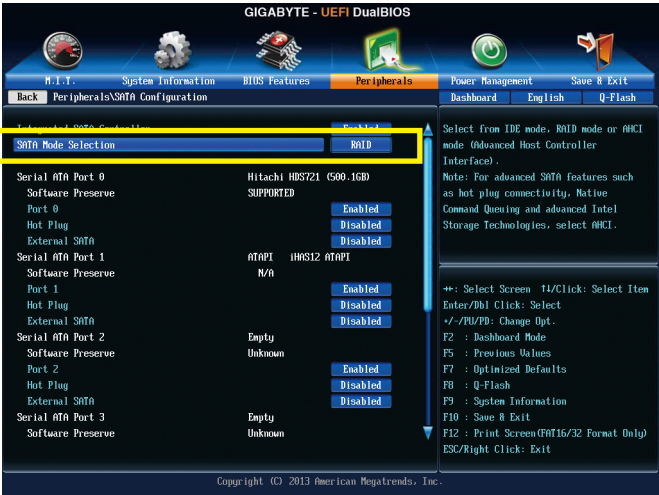 GIGABYTE - UEFI DualBIOS
M.I.T. System Information BIOS Features Peripherals Power Management Save & Exit
Back Peripherals\SATA Configuration Dashboard English Q-Flash
Integrated SATA Controller Enabled
SATA Mode Selection RAID
Serial ATA Port 0 Hitachi HDS721 (500.1GB)
Software Preserve SUPPORTED
Port 0 Enabled
Hot Plug Disabled
External SATA Disabled
Serial ATA Port 1 ATAPI iHAS12 ATAPI
Software Preserve N/A
Port 1 Enabled
Hot Plug Disabled
External SATA Disabled
Serial ATA Port 2 Empty
Software Preserve Unknown
Port 2 Enabled
Hot Plug Disabled
External SATA Disabled
Serial ATA Port 3 Empty
Software Preserve Unknown
Select from IDE mode, RAID mode or AHCI
mode (Advanced Host Controller
Interface).
Note: For advanced SATA features such
as hot plug connectivity, Native
Command Queuing and advanced Intel
Storage Technologies, select AHCI.
→←: Select Screen ↑↓/Click: Select Item
Enter/Dbl Click: Select
+/-/PU/PD: Change Opt.
F2 : Dashboard Mode
F5 : Previous Values
F7 : Optimized Defaults
F8 : Q-Flash
F9 : System Information
F10 : Save & Exit
F12 : Print Screen(FAT16/32 Format Only)
ESC/Right Click: Exit
Copyright (C) 2013 American Megatrends, Inc.